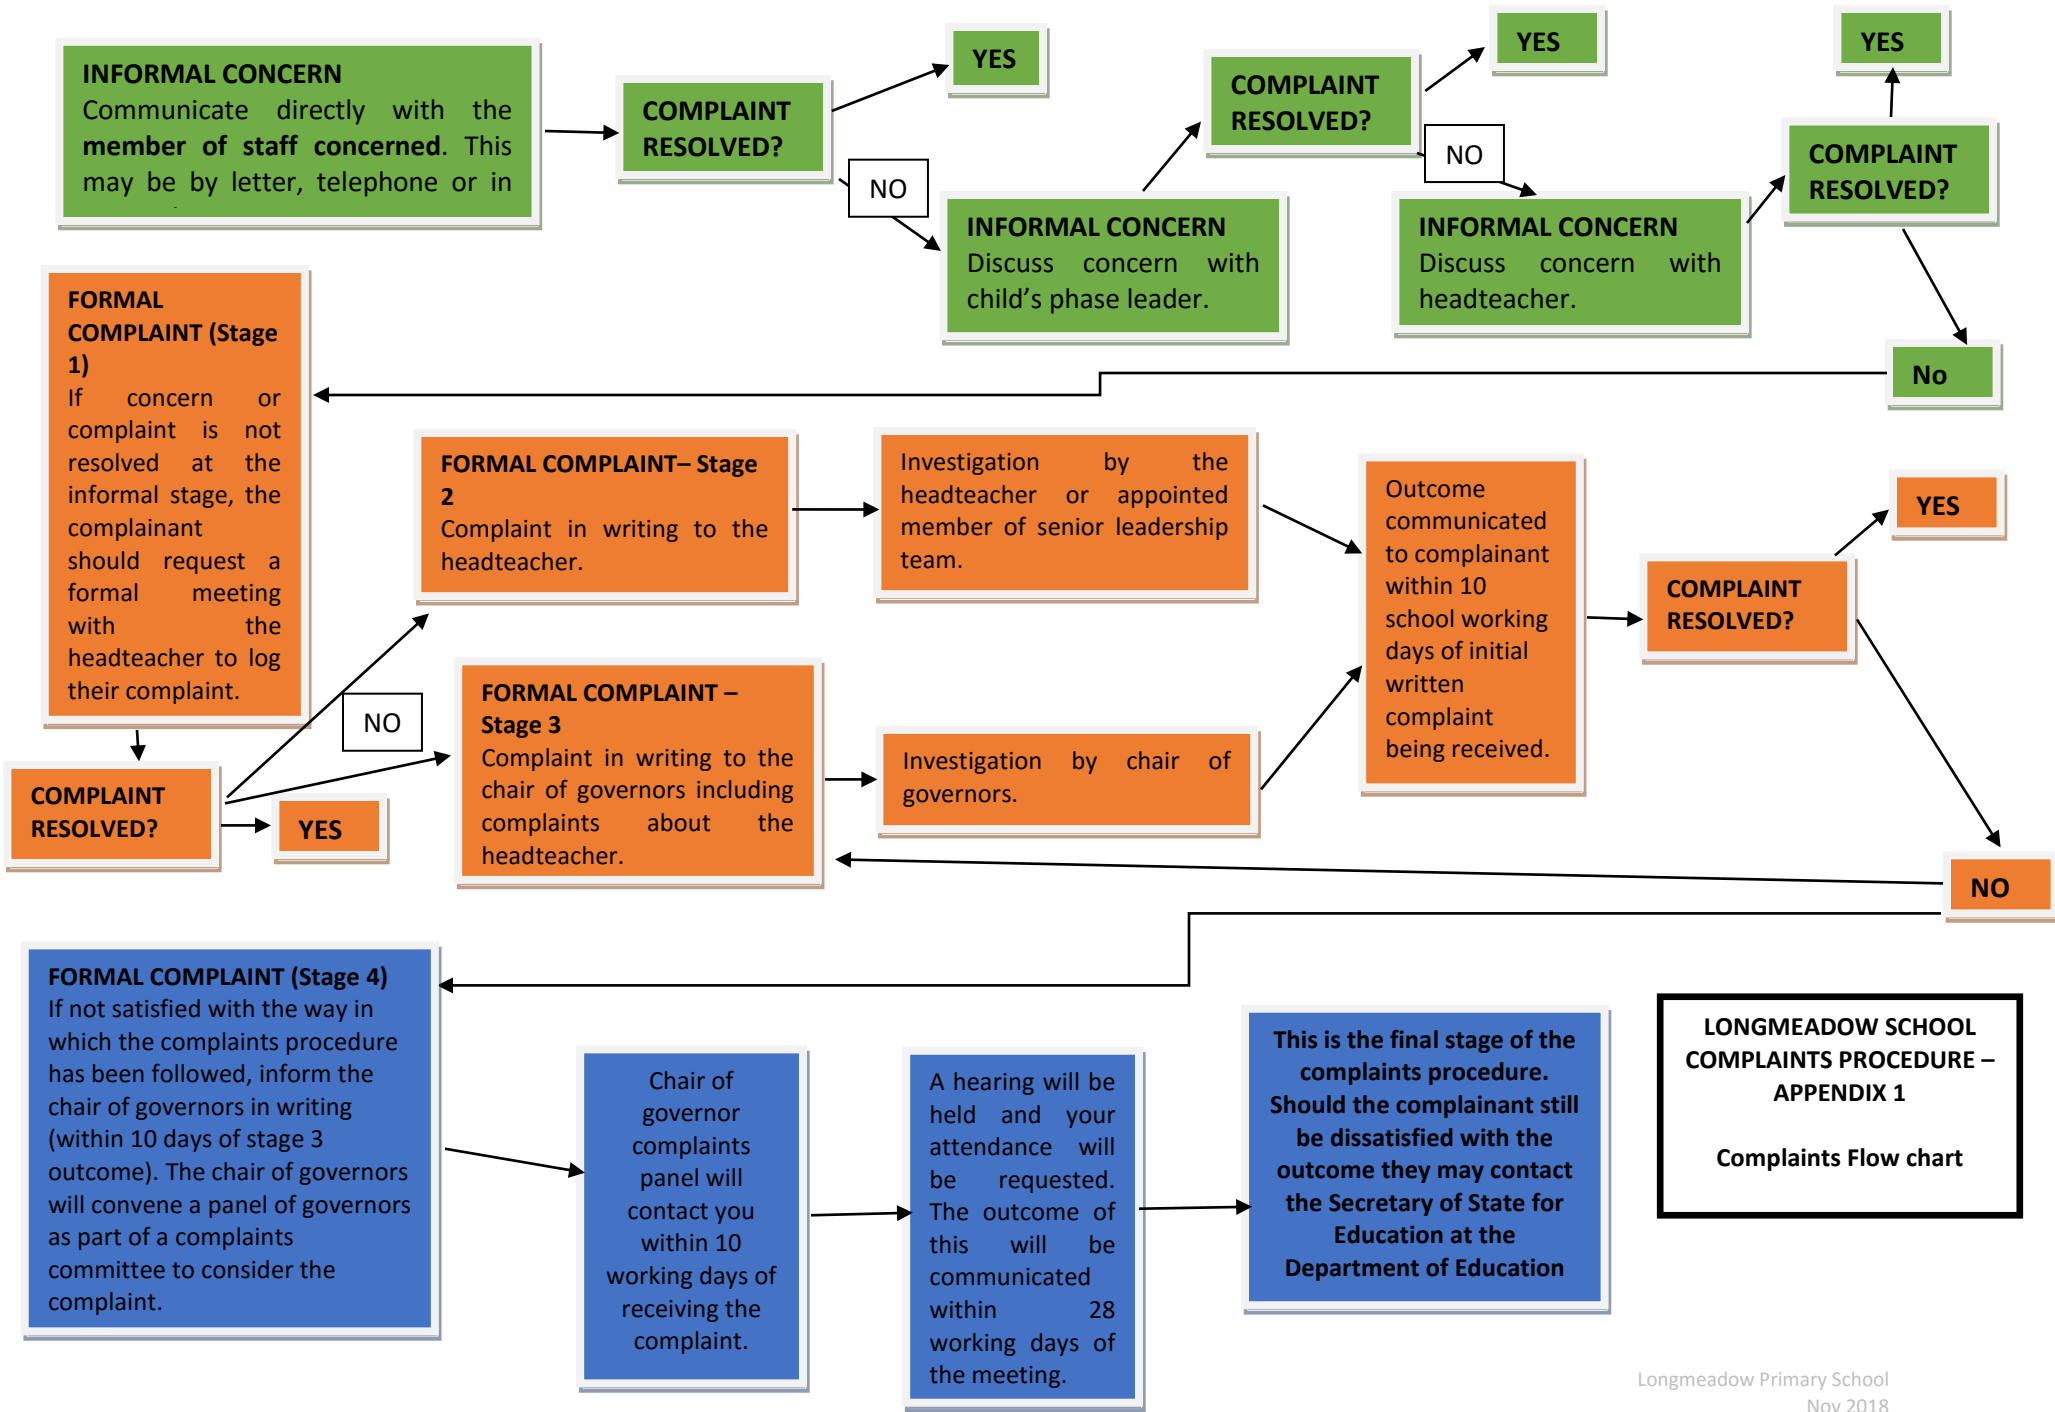 INFORMAL CONCERN
Communicate directly with the
member of staff concerned. This
may be by letter, telephone or in
COMPLAINT
RESOLVED?
YES
NO
INFORMAL CONCERN
Discuss concern with
child’s phase leader.
COMPLAINT
RESOLVED?
YES
NO
INFORMAL CONCERN
Discuss concern with
headteacher.
COMPLAINT
RESOLVED?
YES
No
FORMAL
COMPLAINT (Stage
1)
If concern or
complaint is not
resolved at the
informal stage, the
complainant
should request a
formal meeting
with the
headteacher to log
their complaint.
COMPLAINT
RESOLVED?
YES
NO
FORMAL COMPLAINT– Stage
2
Complaint in writing to the
headteacher.
Investigation by the
headteacher or appointed
member of senior leadership
team.
FORMAL COMPLAINT –
Stage 3
Complaint in writing to the
chair of governors including
complaints about the
headteacher.
Investigation by chair of
governors.
Outcome
communicated
to complainant
within 10
school working
days of initial
written
complaint
being received.
COMPLAINT
RESOLVED?
YES
NO
FORMAL COMPLAINT (Stage 4)
If not satisfied with the way in
which the complaints procedure
has been followed, inform the
chair of governors in writing
(within 10 days of stage 3
outcome). The chair of governors
will convene a panel of governors
as part of a complaints
committee to consider the
complaint.
Chair of
governor
complaints
panel will
contact you
within 10
working days of
receiving the
complaint.
A hearing will be
held and your
attendance will
be requested.
The outcome of
this will be
communicated
within 28
working days of
the meeting.
This is the final stage of the
complaints procedure.
Should the complainant still
be dissatisfied with the
outcome they may contact
the Secretary of State for
Education at the
Department of Education
LONGMEADOW SCHOOL
COMPLAINTS PROCEDURE –
APPENDIX 1
Complaints Flow chart
Longmeadow Primary School
Nov 2018